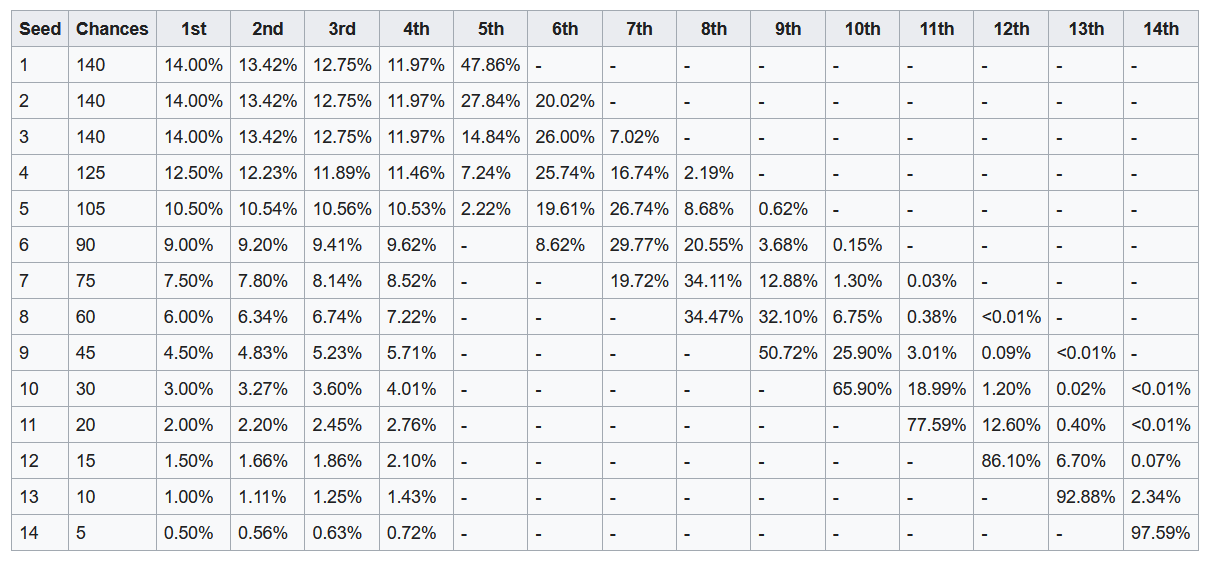 Seed Chances 1st 2nd 3rd 4th 5th 6th 7th 8th 9th 10th 11th 12th 13th 14th
1 140 14.00% 13.42% 12.75% 11.97% 47.86% - - - - - - - - -
2 140 14.00% 13.42% 12.75% 11.97% 27.84% 20.02% - - - - - - - -
3 140 14.00% 13.42% 12.75% 11.97% 14.84% 26.00% 7.02% - - - - - - -
4 125 12.50% 12.23% 11.89% 11.46% 7.24% 25.74% 16.74% 2.19% - - - - - -
5 105 10.50% 10.54% 10.56% 10.53% 2.22% 19.61% 26.74% 8.68% 0.62% - - - - -
6 90 9.00% 9.20% 9.41% 9.62% - 8.62% 29.77% 20.55% 3.68% 0.15% - - - -
7 75 7.50% 7.80% 8.14% 8.52% - - 19.72% 34.11% 12.88% 1.30% 0.03% - - -
8 60 6.00% 6.34% 6.74% 7.22% - - - 34.47% 32.10% 6.75% 0.38% <0.01% - -
9 45 4.50% 4.83% 5.23% 5.71% - - - - 50.72% 25.90% 3.01% 0.09% <0.01% -
10 30 3.00% 3.27% 3.60% 4.01% - - - - - 65.90% 18.99% 1.20% 0.02% <0.01%
11 20 2.00% 2.20% 2.45% 2.76% - - - - - - 77.59% 12.60% 0.40% <0.01%
12 15 1.50% 1.66% 1.86% 2.10% - - - - - - - 86.10% 6.70% 0.07%
13 10 1.00% 1.11% 1.25% 1.43% - - - - - - - - 92.88% 2.34%
14 5 0.50% 0.56% 0.63% 0.72% - - - - - - - - - 97.59%